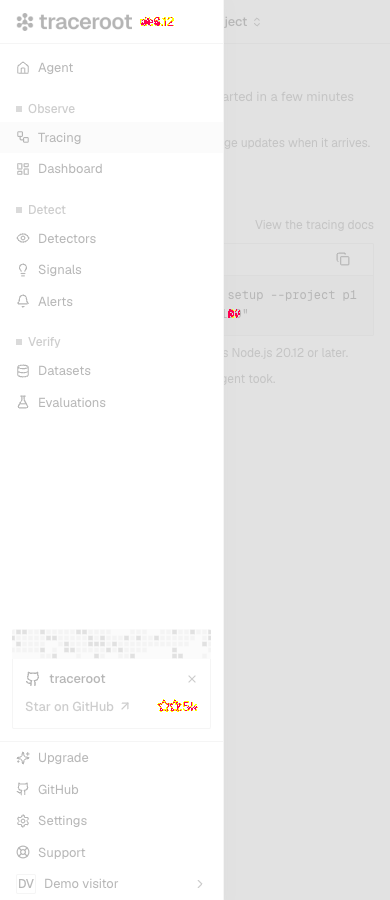 traceroot
ject
Agent
arted in a few minutes
Observe
Tracing
ge updates when it arrives.
Dashboard
Detect
View the tracing docs
Detectors
Signals
setup --project p1
Alerts
Verify
s Node.js 20.12 or later.
Datasets
gent took.
Evaluations
traceroot
Star on GitHub
Upgrade
GitHub
Settings
Support
DV Demo visitor